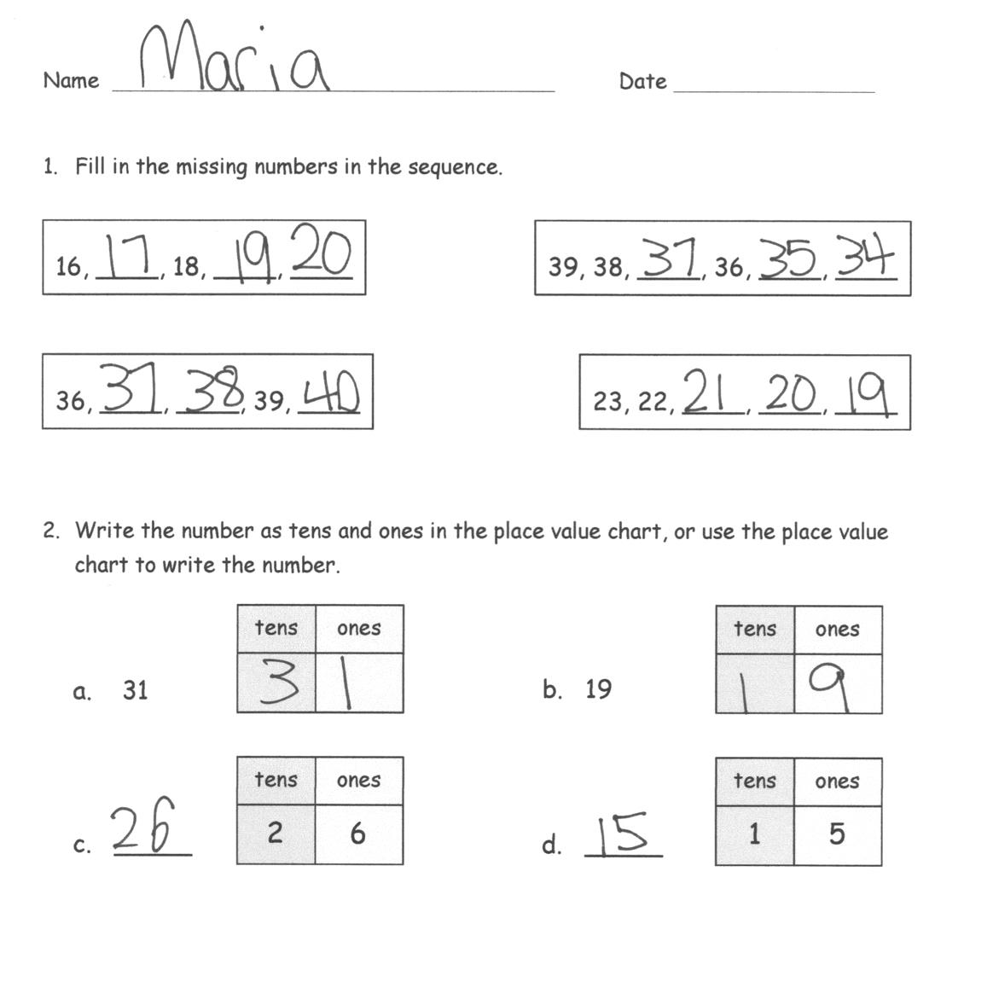 Name Maria Date
1. Fill in the missing numbers in the sequence.
16, 17, 18, 19, 20
39, 38, 37, 36, 35, 34
36, 37, 38, 39, 40
23, 22, 21, 20, 19
2. Write the number as tens and ones in the place value chart, or use the place value
chart to write the number.
tens ones
a. 31 3 1
tens ones
b. 19 1 9
tens ones
c. 26 2 6
tens ones
d. 15 1 5